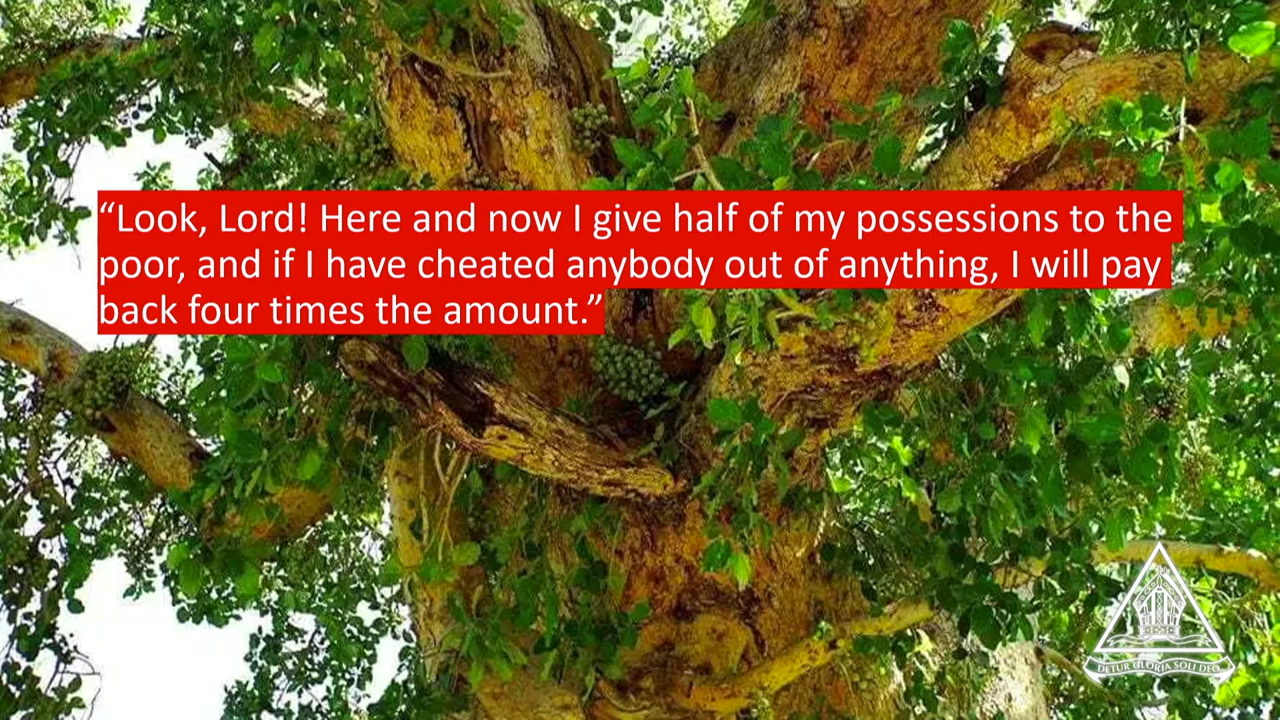 “Look, Lord! Here and now I give half of my possessions to the
poor, and if I have cheated anybody out of anything, I will pay
back four times the amount.”
DETUR GLORIA SOLI DEO